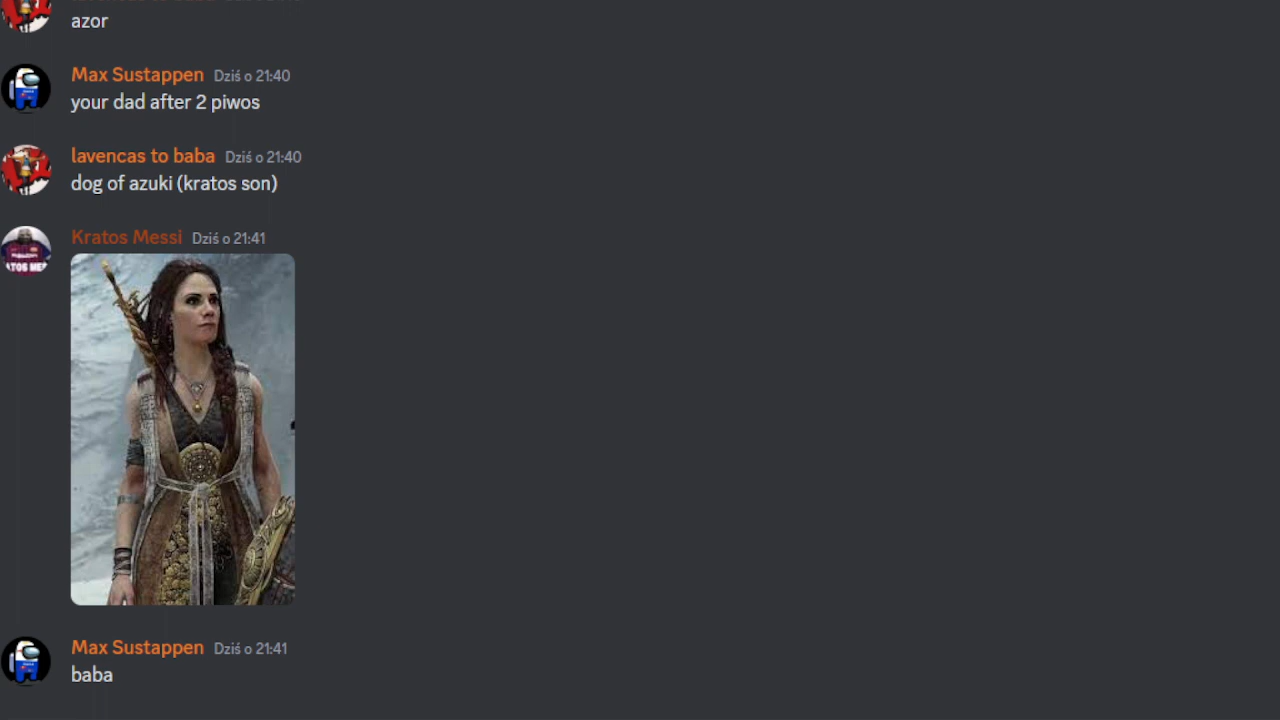 azor
Max Sustappen Dziś o 21:40
your dad after 2 piwos
lavencas to baba Dziś o 21:40
dog of azuki (kratos son)
Kratos Messi Dziś o 21:41
Max Sustappen Dziś o 21:41
baba